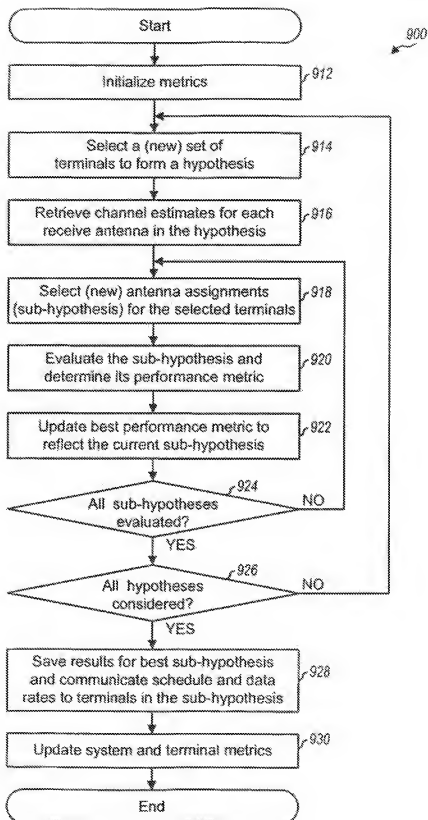 Start
900
Initialize metrics
912
Select a (new) set of
terminals to form a hypothesis
914
Retrieve channel estimates for each
receive antenna in the hypothesis
916
Select (new) antenna assignments
(sub-hypothesis) for the selected terminals
918
Evaluate the sub-hypothesis and
determine its performance metric
920
Update best performance metric to
reflect the current sub-hypothesis
922
924
All sub-hypotheses
evaluated?
NO
YES
926
All hypotheses
considered?
NO
YES
Save results for best sub-hypothesis
and communicate schedule and data
rates to terminals in the sub-hypothesis
928
Update system and terminal metrics
930
End